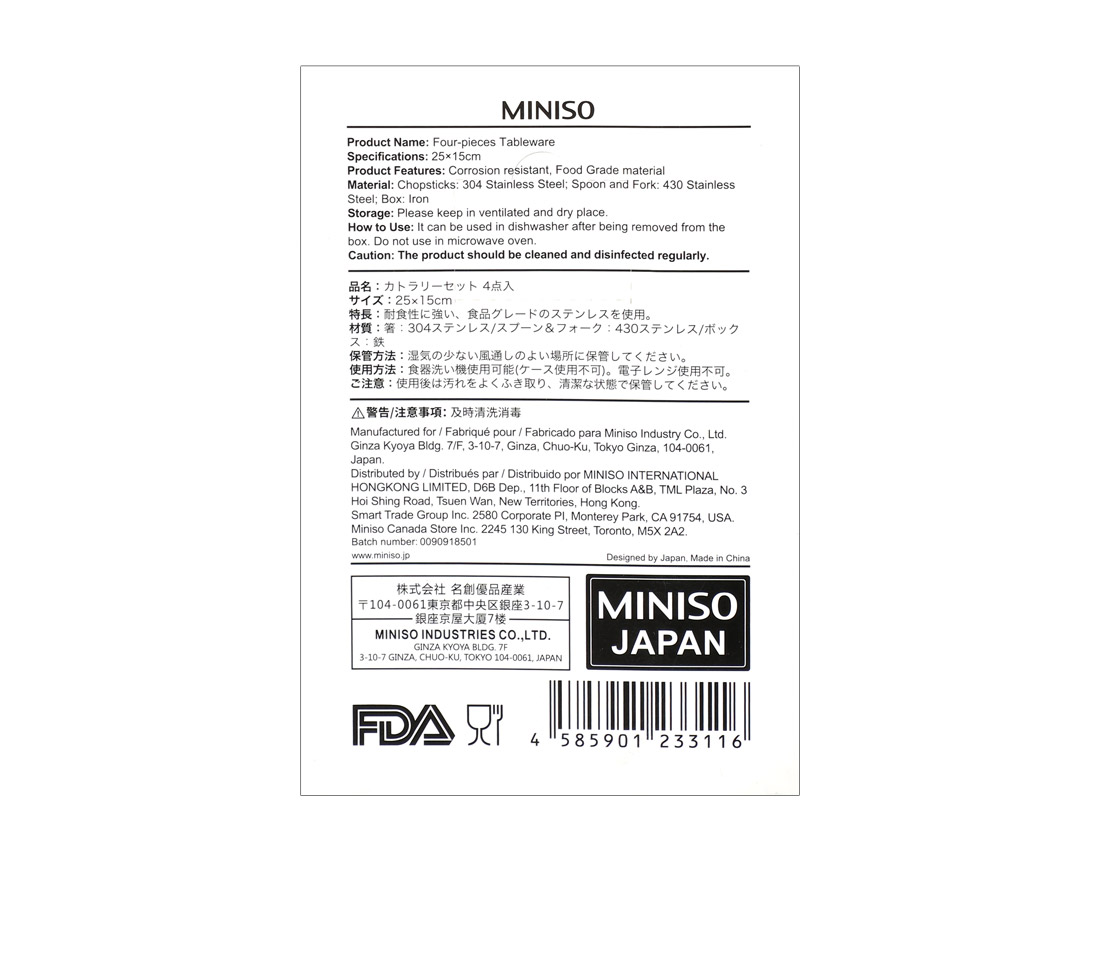 MINISO
Product Name: Four-pieces Tableware
Specifications: 25×15cm
Product Features: Corrosion resistant, Food Grade material
Material: Chopsticks: 304 Stainless Steel; Spoon and Fork: 430 Stainless
Steel; Box: Iron
Storage: Please keep in ventilated and dry place.
How to Use: It can be used in dishwasher after being removed from the
box. Do not use in microwave oven.
Caution: The product should be cleaned and disinfected regularly.
品名：カトラリーセット 4点入
サイズ：25×15cm
特長：耐食性に強い、食品グレードのステンレスを使用。
材質：箸：304ステンレス/スプーン＆フォーク：430ステンレス/ボック
ス：鉄
保管方法：湿気の少ない風通しのよい場所に保管してください。
使用方法：食器洗い機使用可能(ケース使用不可)。電子レンジ使用不可。
ご注意：使用後は汚れをよくふき取り、清潔な状態で保管してください。
⚠警告/注意事項: 及時清洗消毒
Manufactured for / Fabriqué pour / Fabricado para Miniso Industry Co., Ltd.
Ginza Kyoya Bldg. 7/F, 3-10-7, Ginza, Chuo-Ku, Tokyo Ginza, 104-0061,
Japan.
Distributed by / Distribués par / Distribuido por MINISO INTERNATIONAL
HONGKONG LIMITED, D6B Dep., 11th Floor of Blocks A&B, TML Plaza, No. 3
Hoi Shing Road, Tsuen Wan, New Territories, Hong Kong.
Smart Trade Group Inc. 2580 Corporate Pl, Monterey Park, CA 91754, USA.
Miniso Canada Store Inc. 2245 130 King Street, Toronto, M5X 2A2.
Batch number: 0090918501
www.miniso.jp
Designed by Japan, Made in China
株式会社 名創優品産業
〒104-0061東京都中央区銀座3-10-7
銀座京屋大厦7楼
MINISO INDUSTRIES CO.,LTD.
GINZA KYOYA BLDG. 7F
3-10-7 GINZA, CHUO-KU, TOKYO 104-0061, JAPAN
MINISO
JAPAN
FDA
4 585901 233116